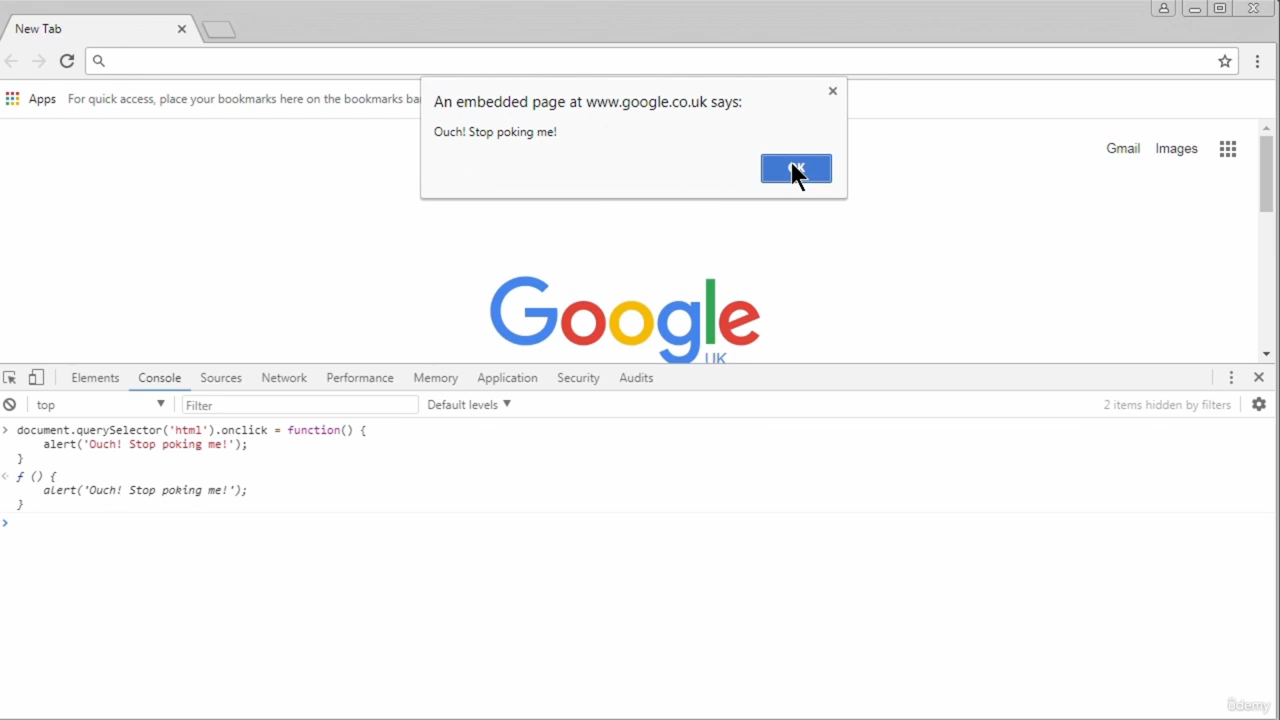 New Tab
Apps For quick access, place your bookmarks here on the bookmarks ba
An embedded page at www.google.co.uk says:
Ouch! Stop poking me!
OK
Gmail Images
Google
UK
Elements Console Sources Network Performance Memory Application Security Audits
top Filter Default levels 2 items hidden by filters
> document.querySelector('html').onclick = function() {
alert('Ouch! Stop poking me!');
}
< f () {
alert('Ouch! Stop poking me!');
}
>
Udemy